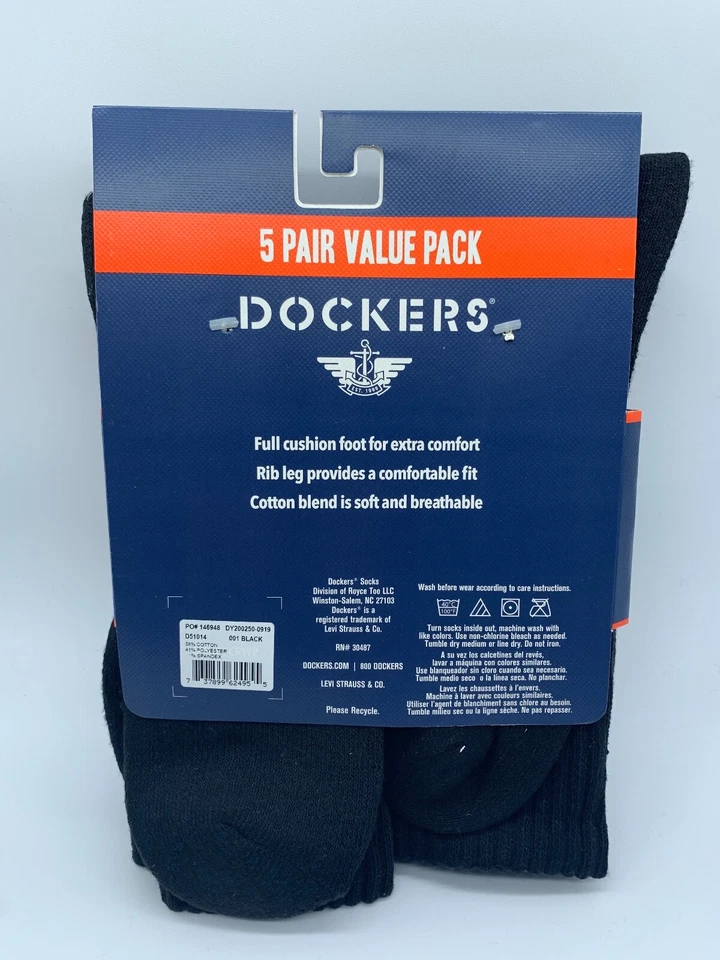 5 PAIR VALUE PACK
DOCKERS®
EST. 1986
Full cushion foot for extra comfort
Rib leg provides a comfortable fit
Cotton blend is soft and breathable
Dockers® Socks
Division of Royce Too LLC
Winston-Salem, NC 27103
Dockers® is a
registered trademark of
Levi Strauss & Co.
RN# 30487
DOCKERS.COM | 800 DOCKERS
LEVI STRAUSS & CO.
Please Recycle.
Wash before wear according to care instructions.
40°C
100°F
Turn socks inside out, machine wash with
like colors. Use non-chlorine bleach as needed.
Tumble dry medium or line dry. Do not iron.
A su vez los calcetines del revés,
lavar a máquina con colores similares.
Use blanqueador sin cloro cuando sea necesario.
Tumble medio seco o la línea seca. No planchar.
Lavez les chaussettes à l'envers.
Machine à laver avec couleurs similaires.
Utiliser l'agent de blanchiment sans chlore au besoin.
Tumble milieu sec ou la ligne sèche. Ne pas repasser.
PO# 146948 DY200250-0919
D51014 001 BLACK
COTTON
POLYESTER
SPANDEX
7 37899 62495 5